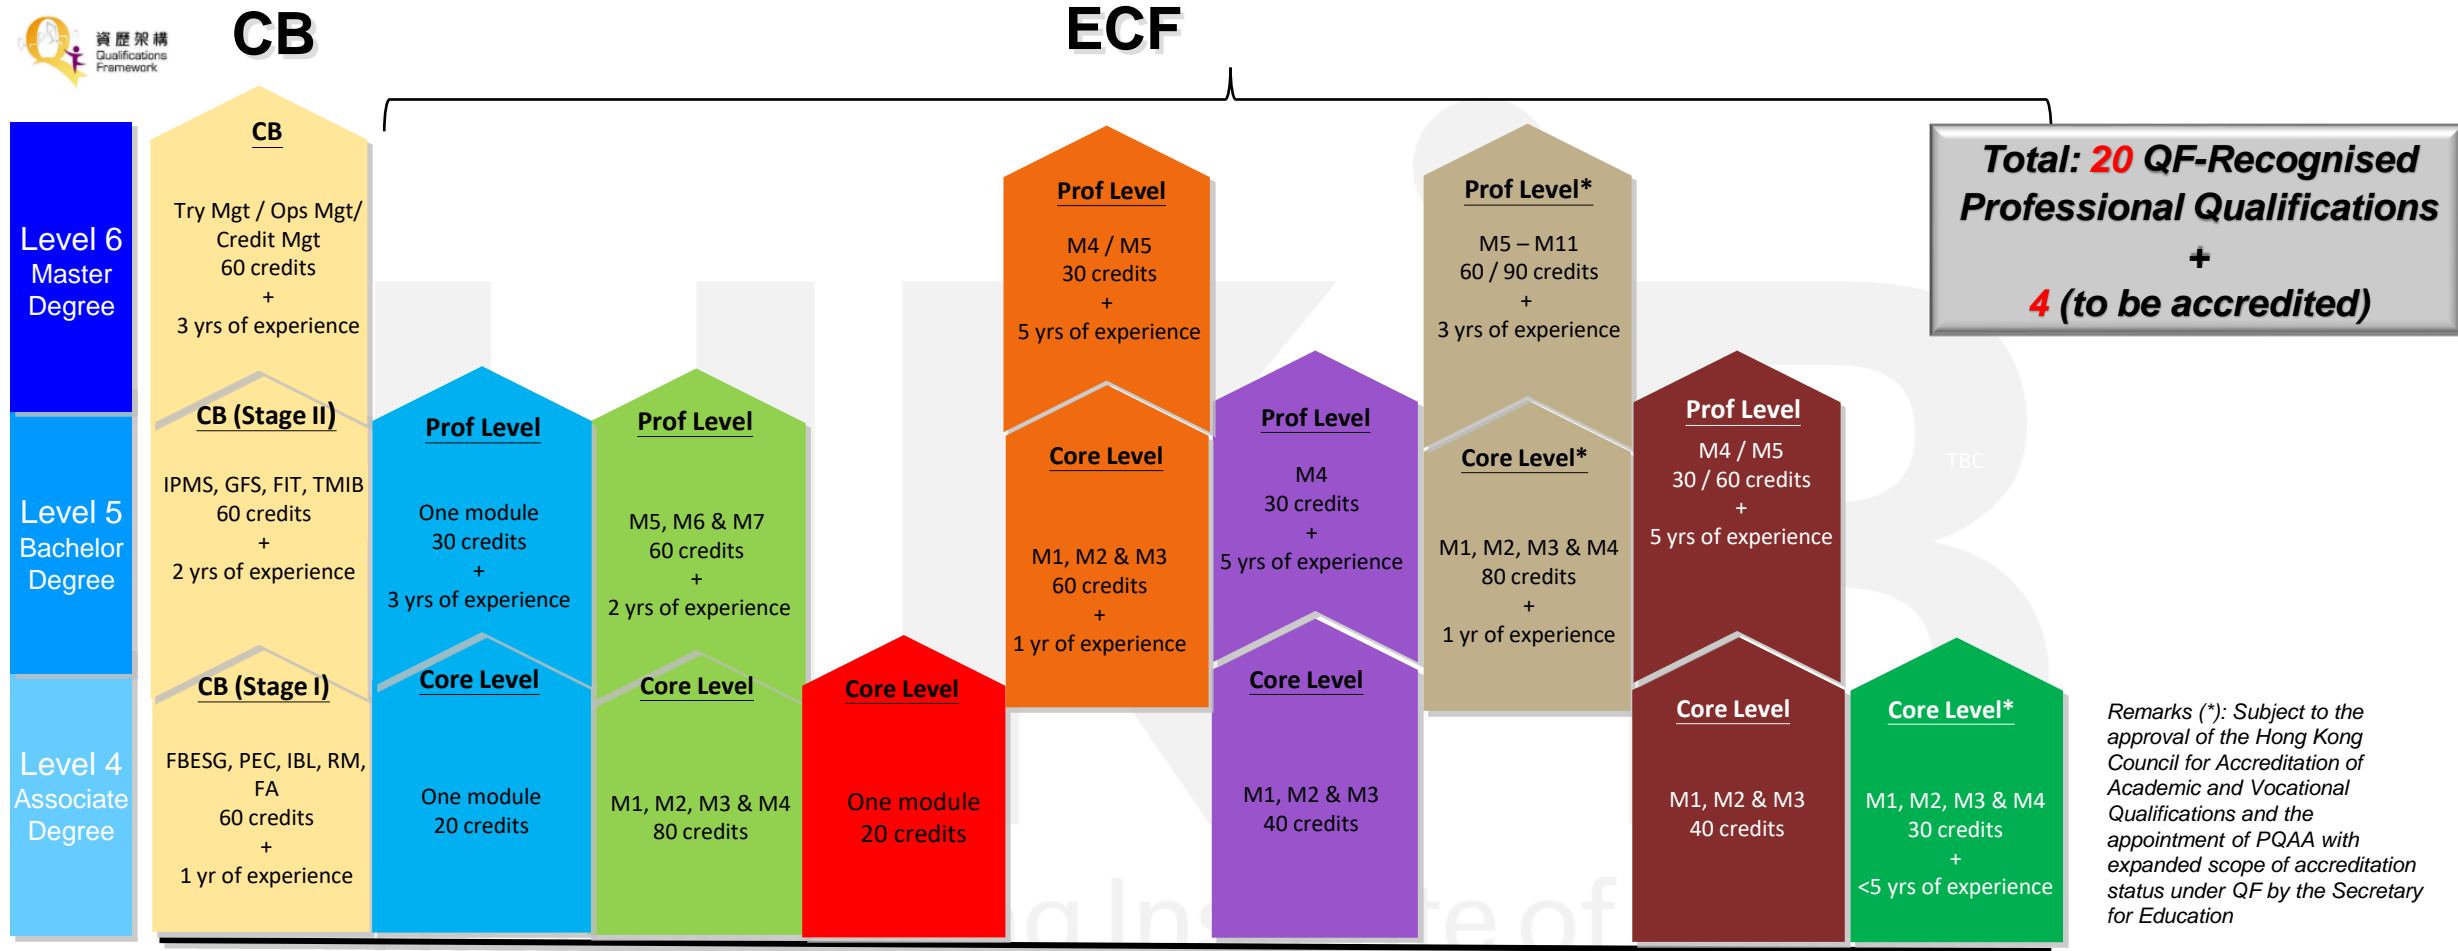 資歷架構
Qualifications
Framework
CB
ECF
Level 6
Master
Degree
Level 5
Bachelor
Degree
Level 4
Associate
Degree
CB
Try Mgt / Ops Mgt/
Credit Mgt
60 credits
+
3 yrs of experience
CB (Stage II)
IPMS, GFS, FIT, TMIB
60 credits
+
2 yrs of experience
CB (Stage I)
FBESG, PEC, IBL, RM,
FA
60 credits
+
1 yr of experience
Prof Level
One module
30 credits
+
3 yrs of experience
Core Level
One module
20 credits
Prof Level
M5, M6 & M7
60 credits
+
2 yrs of experience
Core Level
M1, M2, M3 & M4
80 credits
Core Level
One module
20 credits
Prof Level
M4 / M5
30 credits
+
5 yrs of experience
Core Level
M1, M2 & M3
60 credits
+
1 yr of experience
Prof Level
M4
30 credits
+
5 yrs of experience
Core Level
M1, M2 & M3
40 credits
Prof Level*
M5 – M11
60 / 90 credits
+
3 yrs of experience
Core Level*
M1, M2, M3 & M4
80 credits
+
1 yr of experience
Prof Level
M4 / M5
30 / 60 credits
+
5 yrs of experience
Core Level
M1, M2 & M3
40 credits
TBC
Core Level*
M1, M2, M3 & M4
30 credits
+
<5 yrs of experience
Total: 20 QF-Recognised
Professional Qualifications
+
4 (to be accredited)
Remarks (*): Subject to the
approval of the Hong Kong
Council for Accreditation of
Academic and Vocational
Qualifications and the
appointment of PQAA with
expanded scope of accreditation
status under QF by the Secretary
for Education